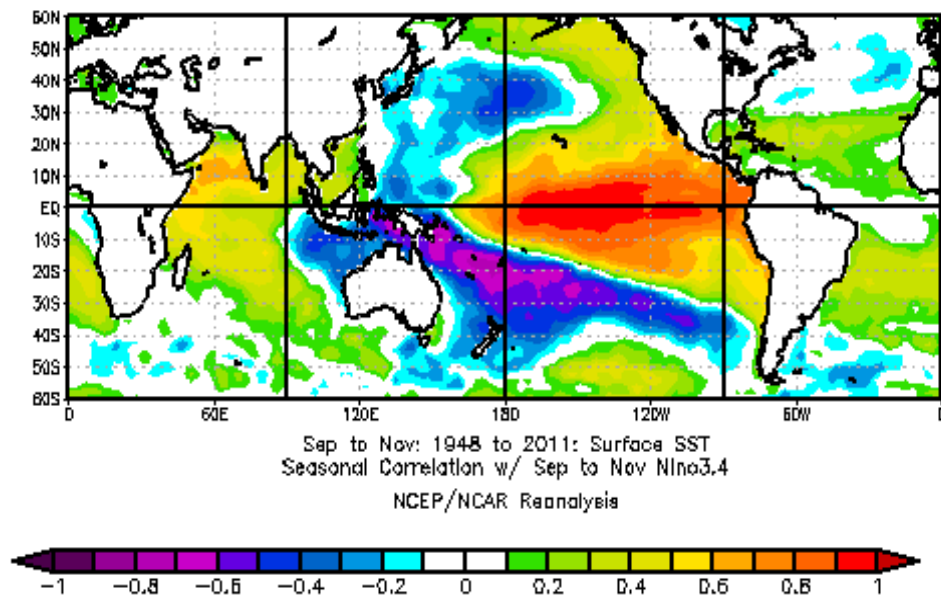 60N
50N
40N
30N
20N
10N
EQ
10S
20S
30S
40S
50S
60S
0 60E 120E 180 120W 60W 0
Sep to Nov: 1948 to 2011: Surface SST
Seasonal Correlation w/ Sep to Nov Nino3.4
NCEP/NCAR Reanalysis
-1 -0.8 -0.6 -0.4 -0.2 0 0.2 0.4 0.6 0.8 1